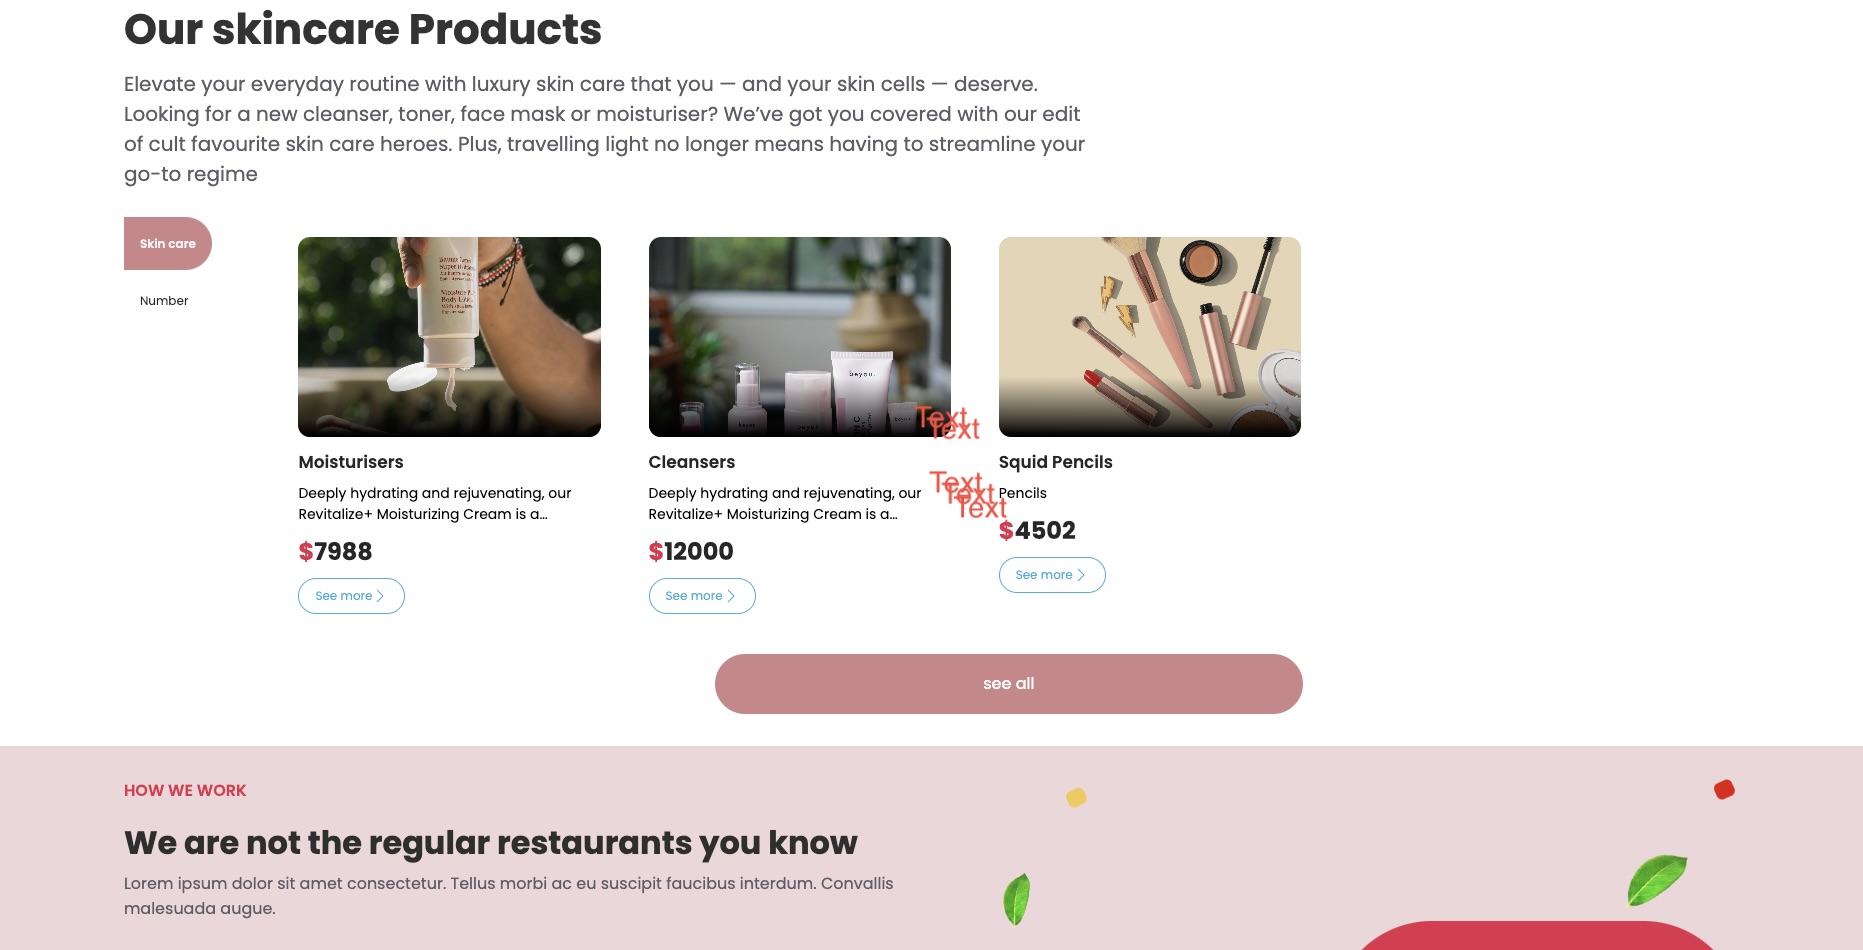 Our skincare Products
Elevate your everyday routine with luxury skin care that you — and your skin cells — deserve.
Looking for a new cleanser, toner, face mask or moisturiser? We’ve got you covered with our edit
of cult favourite skin care heroes. Plus, travelling light no longer means having to streamline your
go-to regime
Skin care
Number
beyou.
Text
Text
Moisturisers
Deeply hydrating and rejuvenating, our
Revitalize+ Moisturizing Cream is a…
$7988
See more
Cleansers
Deeply hydrating and rejuvenating, our
Revitalize+ Moisturizing Cream is a…
$12000
See more
Text
Text
Text
Squid Pencils
Pencils
$4502
See more
see all
HOW WE WORK
We are not the regular restaurants you know
Lorem ipsum dolor sit amet consectetur. Tellus morbi ac eu suscipit faucibus interdum. Convallis
malesuada augue.